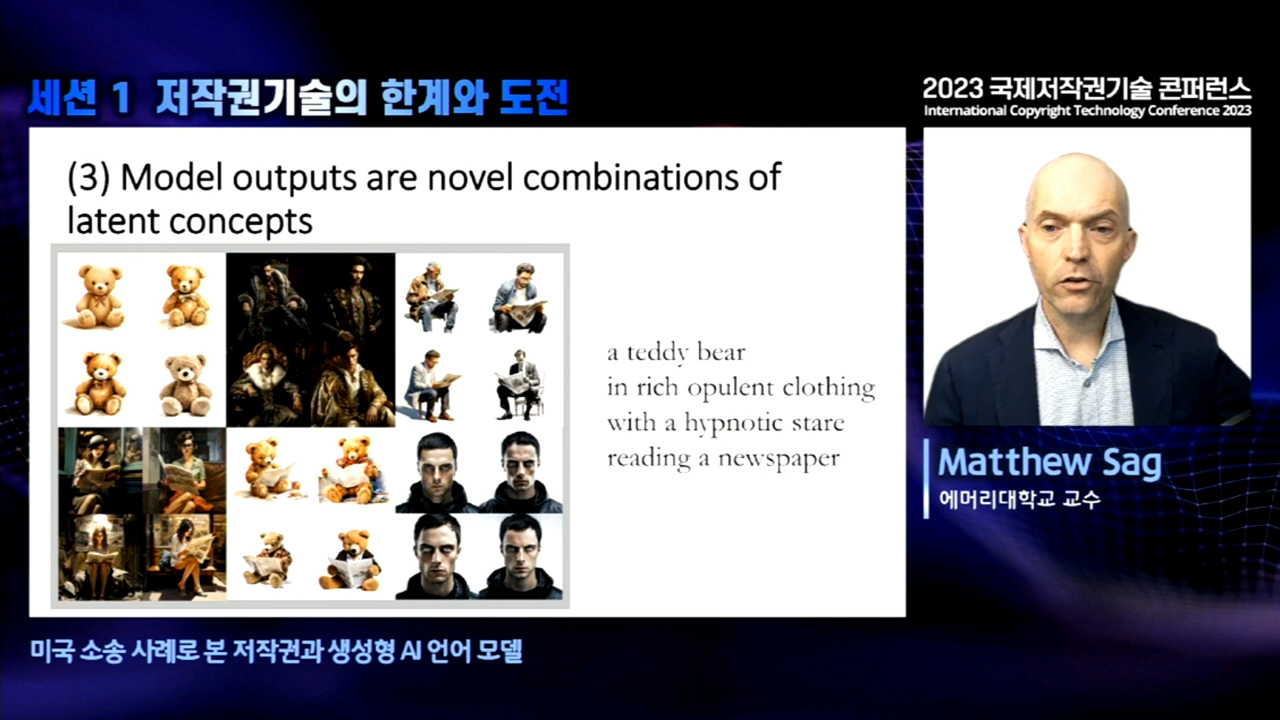 세션 1 저작권기술의 한계와 도전
2023 국제저작권기술 콘퍼런스
International Copyright Technology Conference 2023
(3) Model outputs are novel combinations of
latent concepts
a teddy bear
in rich opulent clothing
with a hypnotic stare
reading a newspaper
Matthew Sag
에머리대학교 교수
미국 소송 사례로 본 저작권과 생성형 AI 언어 모델